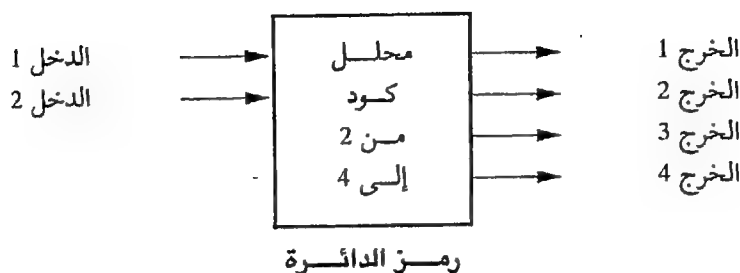 الدخل 1
الدخل 2
محلل
كود
من 2
إلى 4
الخرج 1
الخرج 2
الخرج 3
الخرج 4
رمز الدائرة